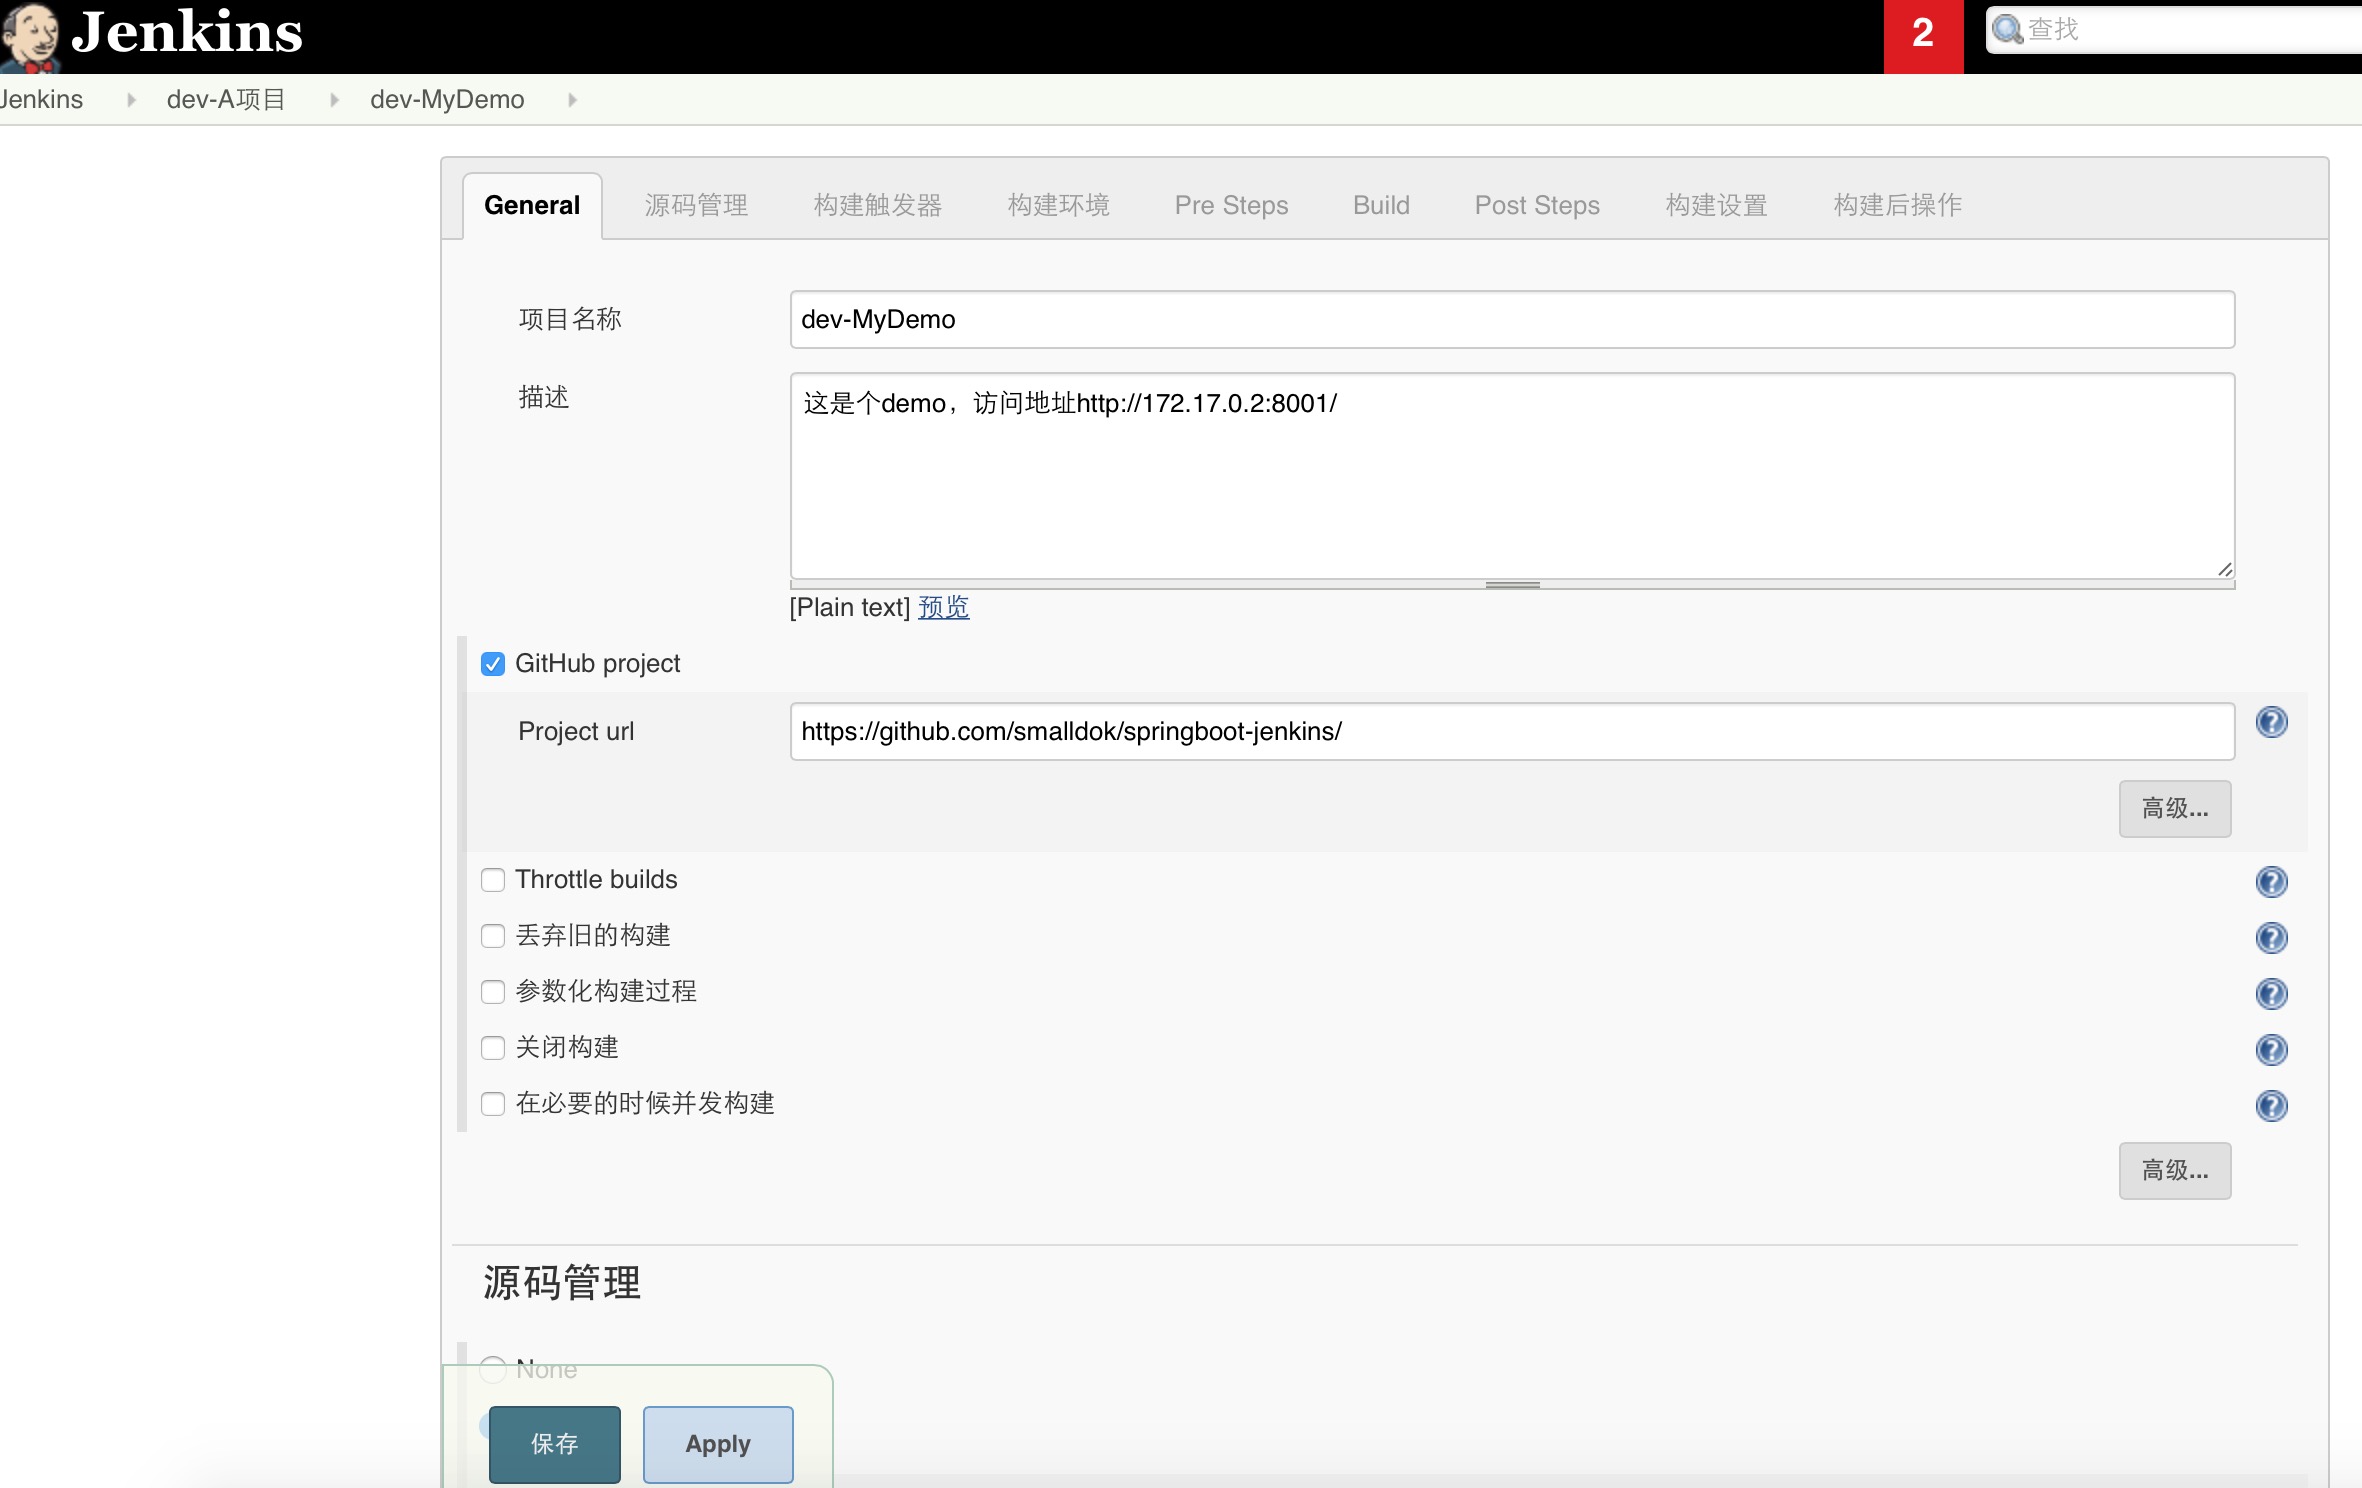 Jenkins
2
查找
Jenkins
dev-A项目
dev-MyDemo
General
源码管理
构建触发器
构建环境
Pre Steps
Build
Post Steps
构建设置
构建后操作
项目名称
dev-MyDemo
描述
这是个demo，访问地址http://172.17.0.2:8001/
[Plain text] 预览
GitHub project
Project url
https://github.com/smalldok/springboot-jenkins/
高级...
Throttle builds
丢弃旧的构建
参数化构建过程
关闭构建
在必要的时候并发构建
高级...
源码管理
None
保存
Apply